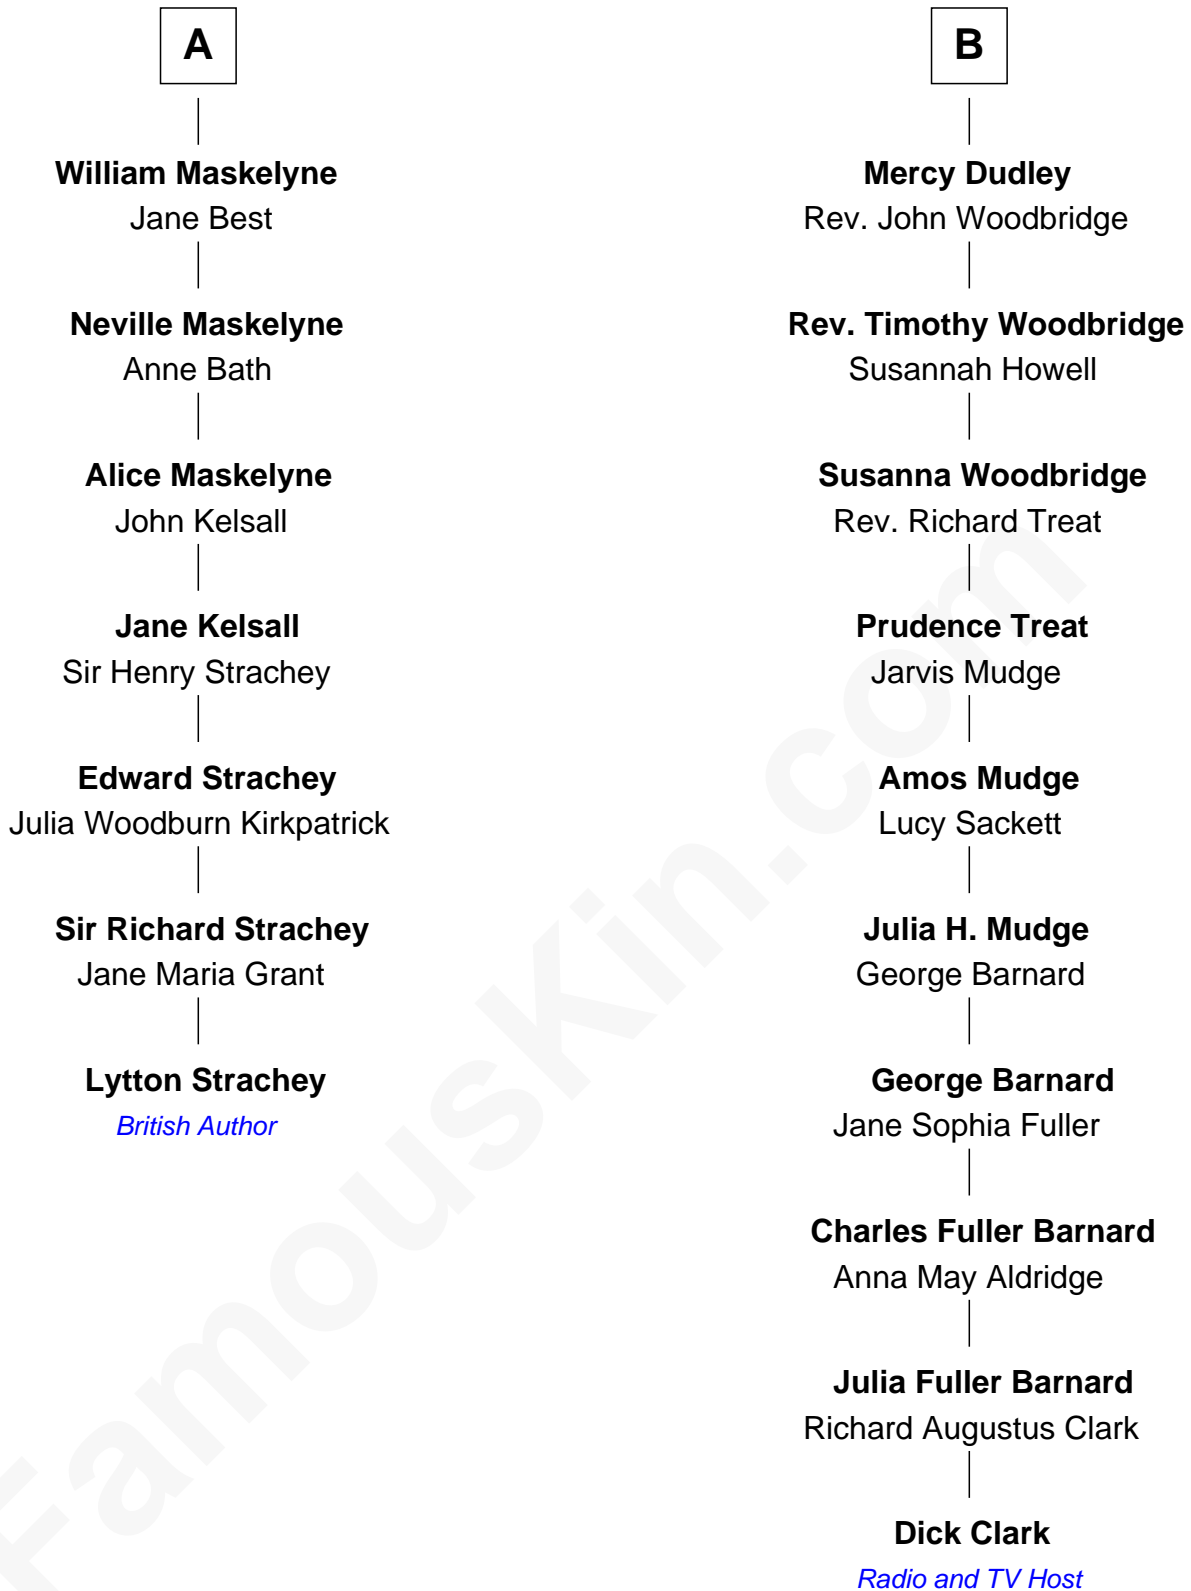 A
William Maskelyne
Jane Best
Neville Maskelyne
Anne Bath
Alice Maskelyne
John Kelsall
Jane Kelsall
Sir Henry Strachey
Edward Strachey
Julia Woodburn Kirkpatrick
Sir Richard Strachey
Jane Maria Grant
Lytton Strachey
British Author
B
Mercy Dudley
Rev. John Woodbridge
Rev. Timothy Woodbridge
Susannah Howell
Susanna Woodbridge
Rev. Richard Treat
Prudence Treat
Jarvis Mudge
Amos Mudge
Lucy Sackett
Julia H. Mudge
George Barnard
George Barnard
Jane Sophia Fuller
Charles Fuller Barnard
Anna May Aldridge
Julia Fuller Barnard
Richard Augustus Clark
Dick Clark
Radio and TV Host
FamousKin.com